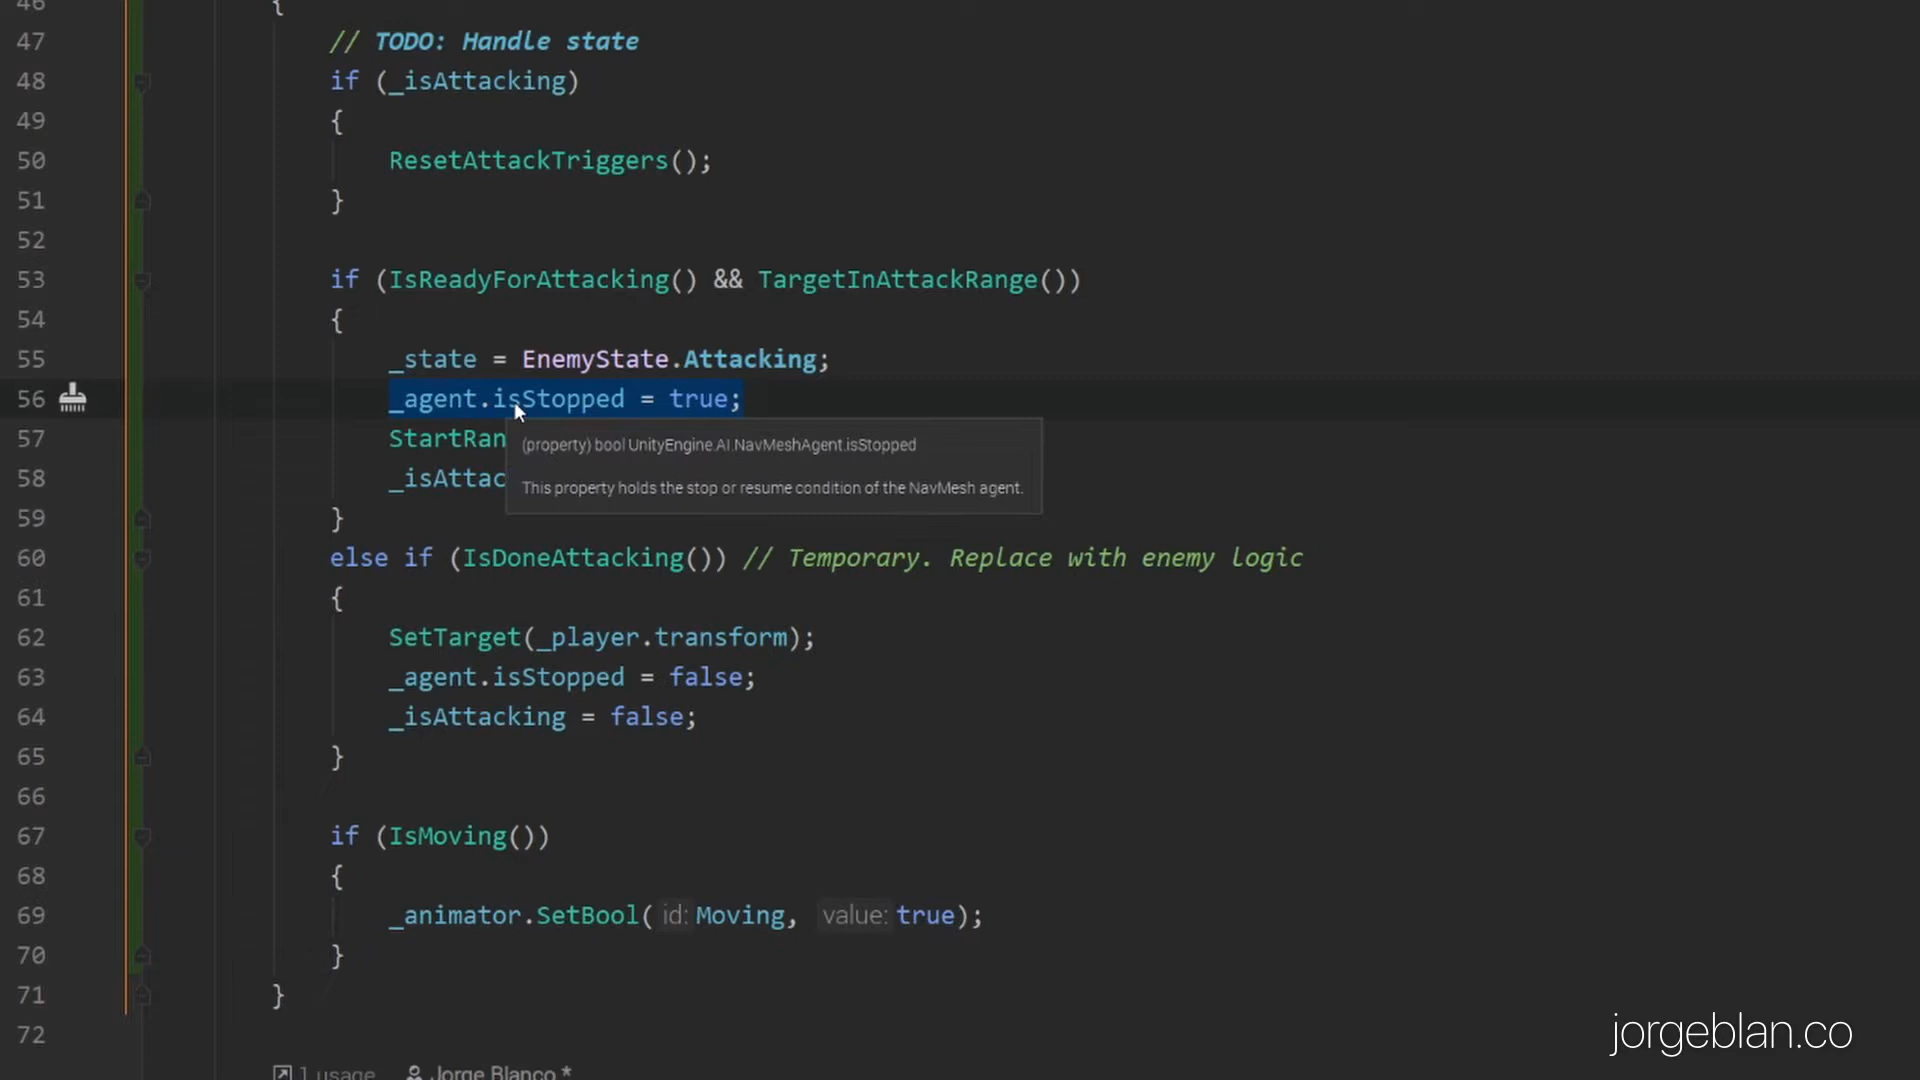 46 {
47 // TODO: Handle state
48 if (_isAttacking)
49 {
50 ResetAttackTriggers();
51 }
52
53 if (IsReadyForAttacking() && TargetInAttackRange())
54 {
55 _state = EnemyState.Attacking;
56 _agent.isStopped = true;
57 StartRan
(property) bool UnityEngine.AI.NavMeshAgent.isStopped
58 _isAttac
This property holds the stop or resume condition of the NavMesh agent.
59 }
60 else if (IsDoneAttacking()) // Temporary. Replace with enemy logic
61 {
62 SetTarget(_player.transform);
63 _agent.isStopped = false;
64 _isAttacking = false;
65 }
66
67 if (IsMoving())
68 {
69 _animator.SetBool( id: Moving, value: true);
70 }
71 }
72
1 usage Jorge Blanco *
jorgeblan.co